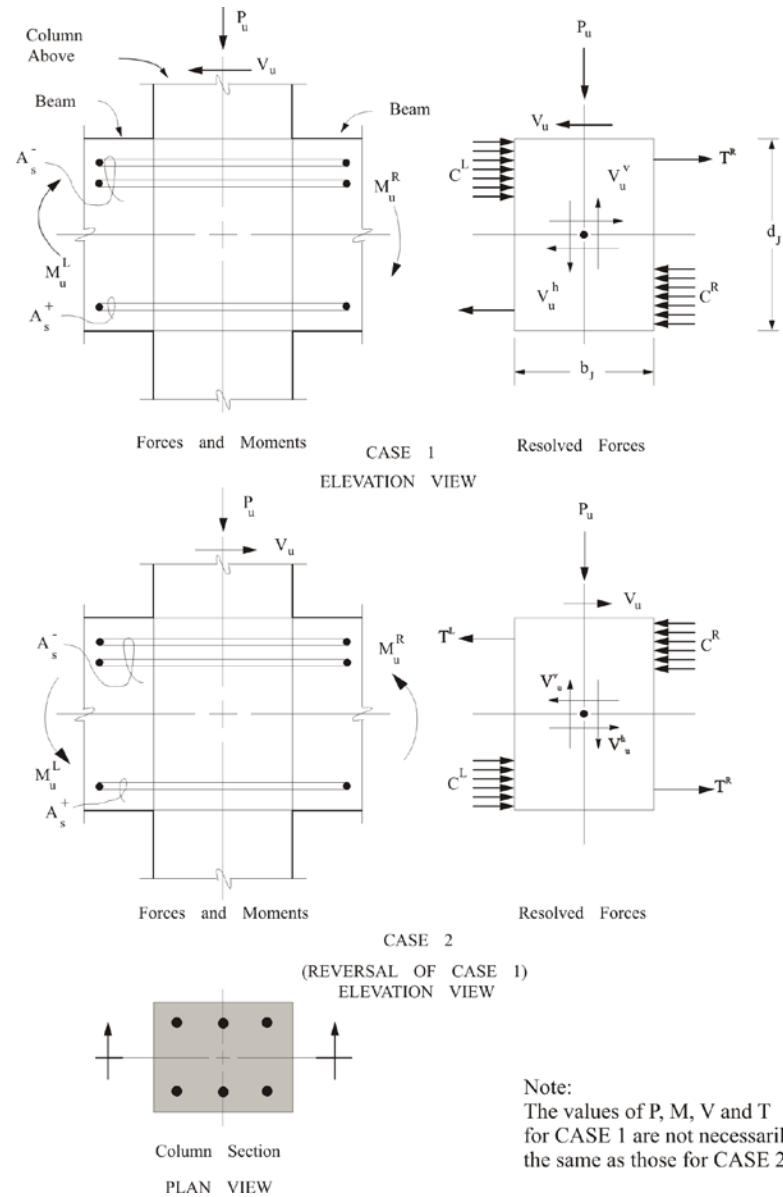 P_u
Column
Above
V_u
Beam
Beam
A_s^-
M_u^R
M_u^L
A_s^+
Forces and Moments
P_u
V_u
T^R
C^L
V_u^v
d_J
V_u^h
C^R
b_J
Resolved Forces
CASE 1
ELEVATION VIEW
P_u
V_u
A_s^-
M_u^R
M_u^L
A_s^+
Forces and Moments
P_u
V_u
T^L
C^R
V_u^v
V_u^h
C^L
T^R
Resolved Forces
CASE 2
(REVERSAL OF CASE 1)
ELEVATION VIEW
Column Section
PLAN VIEW
Note:
The values of P, M, V and T
for CASE 1 are not necessaril
the same as those for CASE 2